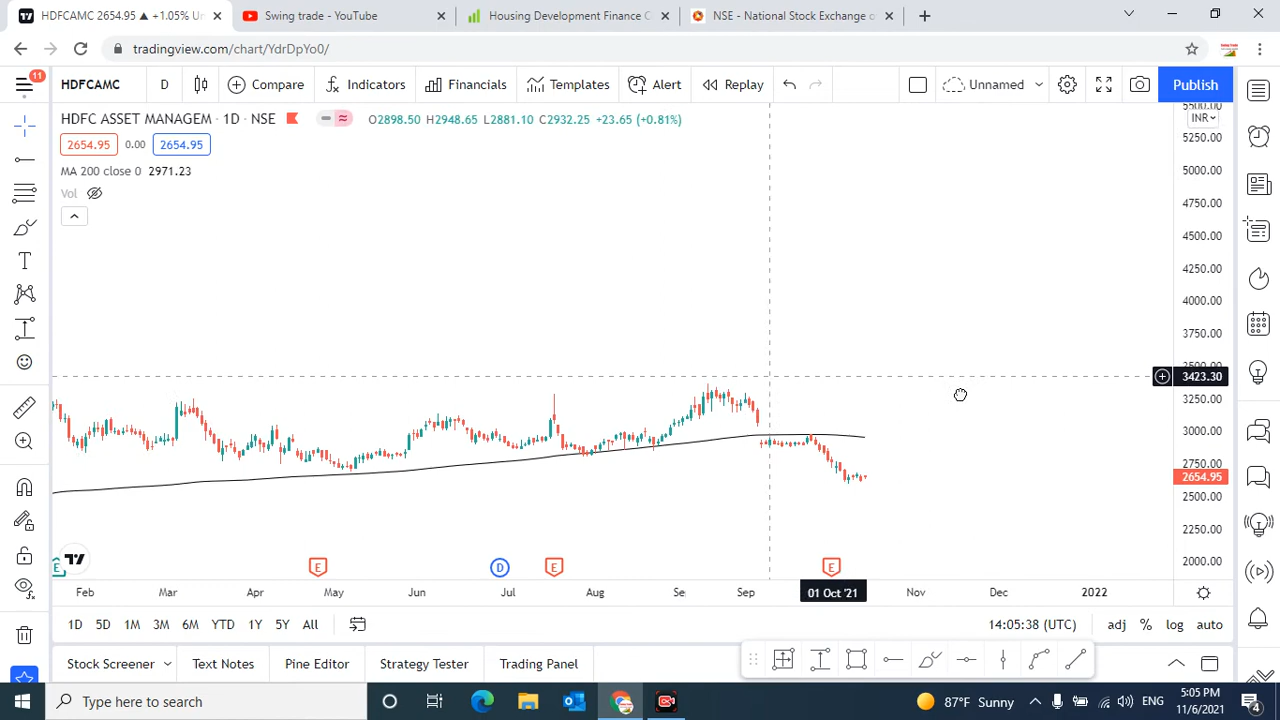 HDFCAMC 2654.95 ▲ +1.05% Un
Swing trade - YouTube
Housing Development Finance C
NSE - National Stock Exchange o
tradingview.com/chart/YdrDpYo0/
11
HDFCAMC D Compare Indicators Financials Templates Alert Replay Unnamed Publish
HDFC ASSET MANAGEM · 1D · NSE O2898.50 H2948.65 L2881.10 C2932.25 +23.65 (+0.81%)
2654.95 0.00 2654.95
MA 200 close 0 2971.23
Vol
INR
5500.00
5250.00
5000.00
4750.00
4500.00
4250.00
4000.00
3750.00
3500.00
3423.30
3250.00
3000.00
2750.00
2654.95
2500.00
2250.00
2000.00
E E D E E
Feb Mar Apr May Jun Jul Aug Se Sep 01 Oct '21 Nov Dec 2022
1D 5D 1M 3M 6M YTD 1Y 5Y All 14:05:38 (UTC) adj % log auto
Stock Screener Text Notes Pine Editor Strategy Tester Trading Panel
Type here to search
87°F Sunny
ENG
5:05 PM
11/6/2021
4